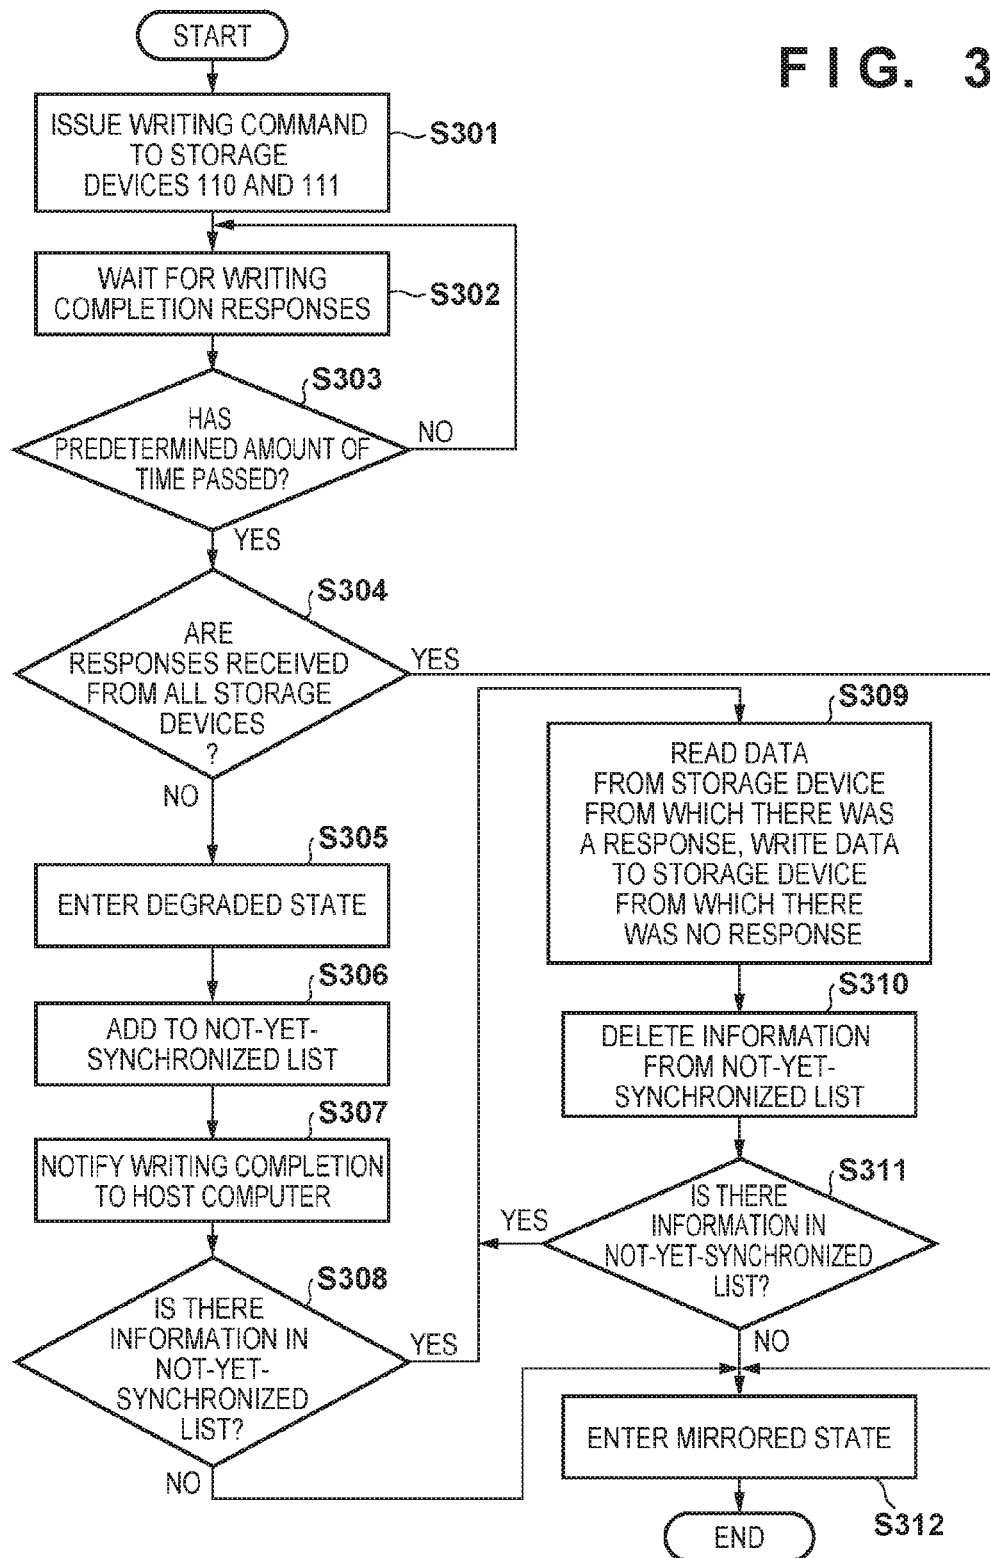 START
FIG. 3
ISSUE WRITING COMMAND
TO STORAGE
DEVICES 110 AND 111
S301
WAIT FOR WRITING
COMPLETION RESPONSES
S302
S303
HAS
PREDETERMINED AMOUNT OF
TIME PASSED?
NO
YES
S304
ARE
RESPONSES RECEIVED
FROM ALL STORAGE
DEVICES
?
YES
NO
S305
ENTER DEGRADED STATE
S306
ADD TO NOT-YET-
SYNCHRONIZED LIST
S307
NOTIFY WRITING COMPLETION
TO HOST COMPUTER
S308
IS THERE
INFORMATION IN
NOT-YET-
SYNCHRONIZED
LIST?
YES
NO
S309
READ DATA
FROM STORAGE DEVICE
FROM WHICH THERE WAS
A RESPONSE, WRITE DATA
TO STORAGE DEVICE
FROM WHICH THERE
WAS NO RESPONSE
S310
DELETE INFORMATION
FROM NOT-YET-
SYNCHRONIZED LIST
S311
IS THERE
INFORMATION IN
NOT-YET-SYNCHRONIZED
LIST?
YES
NO
ENTER MIRRORED STATE
S312
END